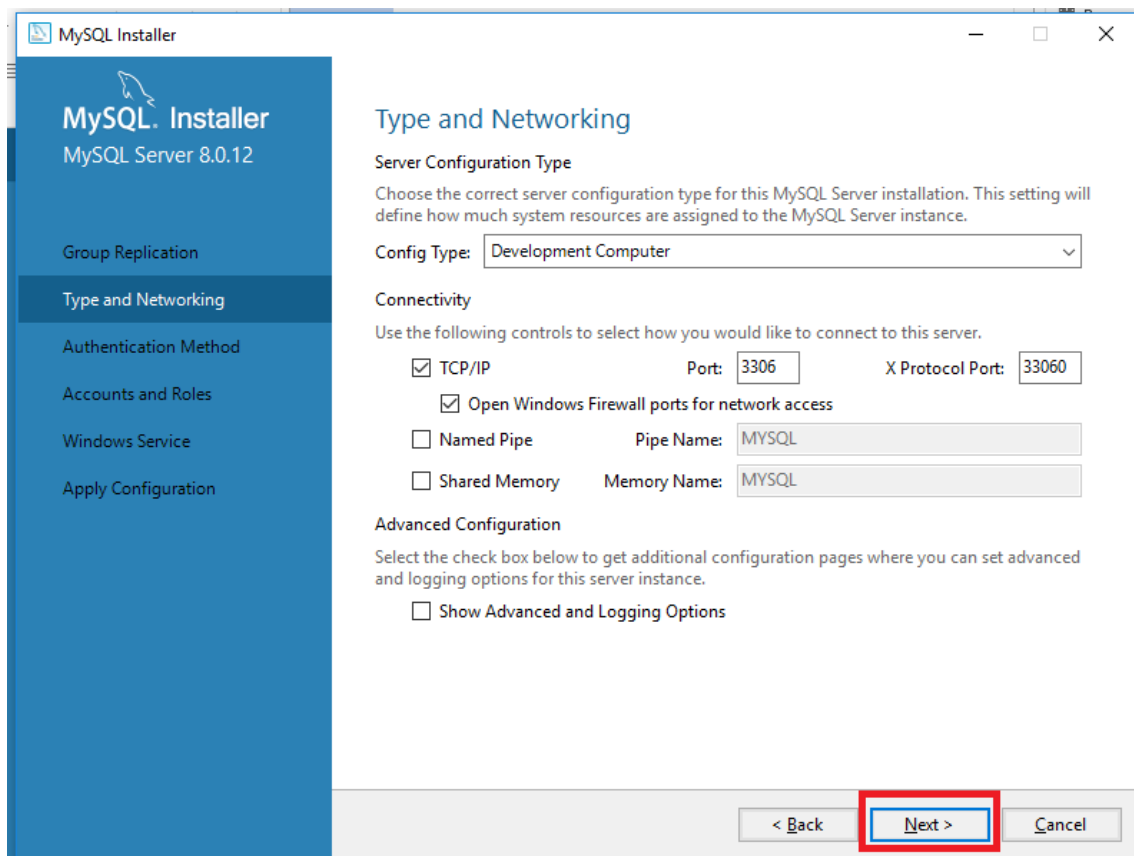 MySQL Installer
MySQL. Installer
MySQL Server 8.0.12
Group Replication
Type and Networking
Authentication Method
Accounts and Roles
Windows Service
Apply Configuration
Type and Networking
Server Configuration Type
Choose the correct server configuration type for this MySQL Server installation. This setting will
define how much system resources are assigned to the MySQL Server instance.
Config Type: Development Computer
Connectivity
Use the following controls to select how you would like to connect to this server.
TCP/IP Port: 3306 X Protocol Port: 33060
Open Windows Firewall ports for network access
Named Pipe Pipe Name: MYSQL
Shared Memory Memory Name: MYSQL
Advanced Configuration
Select the check box below to get additional configuration pages where you can set advanced
and logging options for this server instance.
Show Advanced and Logging Options
< Back Next > Cancel